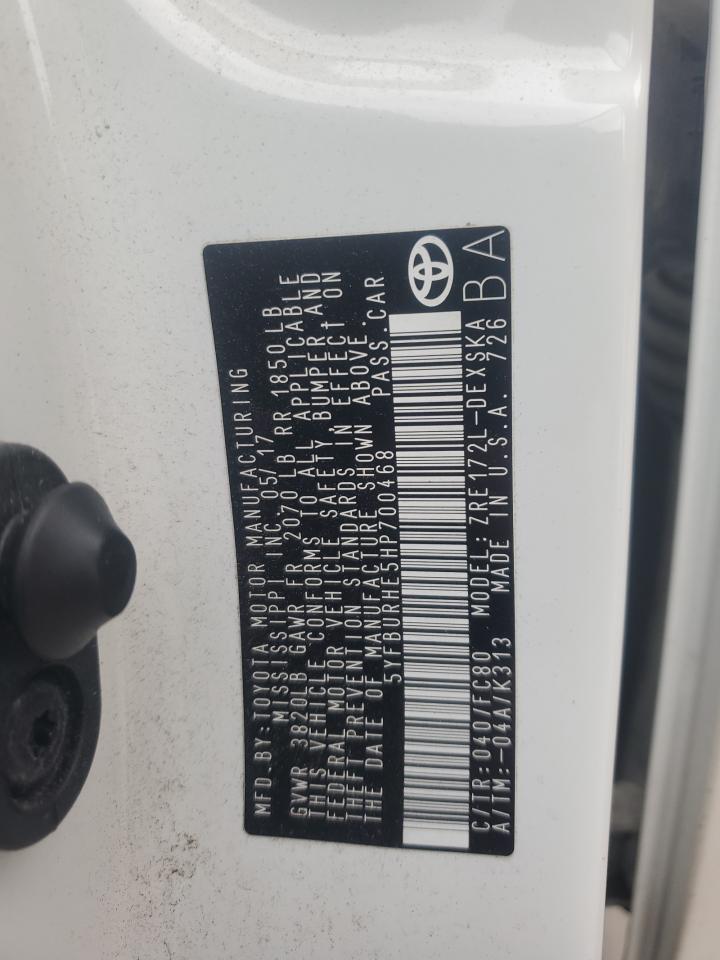 MFD.BY:TOYOTA MOTOR MANUFACTURING
MISSISSIPPI INC.05/17
GVWR 3820LB GAWR FR 2070 LB RR 1850LB
THIS VEHICLE CONFORMS TO ALL APPLICABLE
FEDERAL MOTOR VEHICLE SAFETY, BUMPER AND
THEFT PREVENTION STANDARDS IN EFFECT ON
THE DATE OF MANUFACTURE SHOWN ABOVE.
5YFBURHE5HP700468 PASS.CAR
C/TR:040/FC80 MODEL:ZRE172L-DEXSKA
A/TM:-04A/K313 MADE IN U.S.A. 726
BA